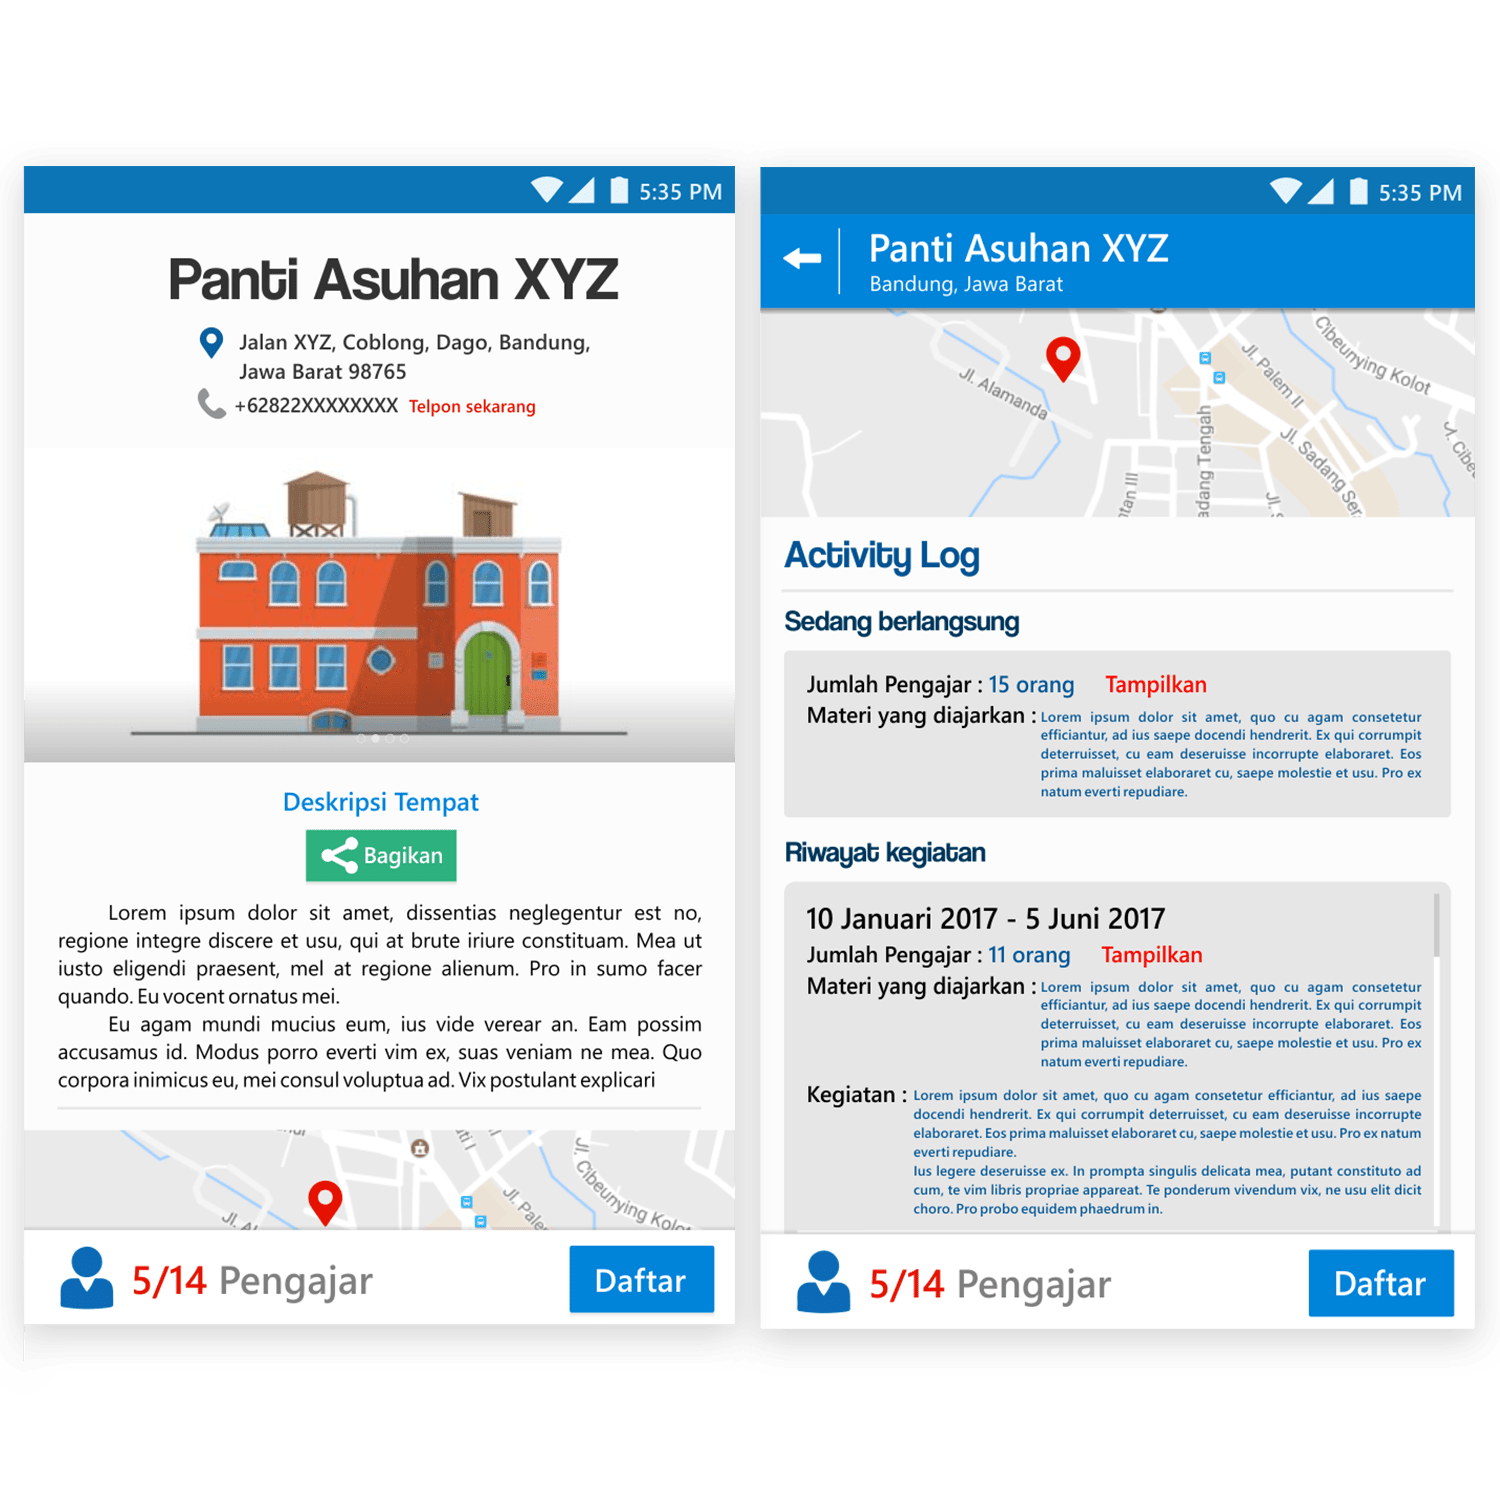 5:35 PM
Panti Asuhan XYZ
Jalan XYZ, Coblong, Dago, Bandung,
Jawa Barat 98765
+62822XXXXXXXX Telpon sekarang
Deskripsi Tempat
Bagikan
Lorem ipsum dolor sit amet, dissentias neglegentur est no,
regione integre discere et usu, qui at brute iriure constituam. Mea ut
iusto eligendi praesent, mel at regione alienum. Pro in sumo facer
quando. Eu vocent ornatus mei.
Eu agam mundi mucius eum, ius vide verear an. Eam possim
accusamus id. Modus porro everti vim ex, suas veniam ne mea. Quo
corpora inimicus eu, mei consul voluptua ad. Vix postulant explicari
Jl. Cibeunying Kolot
Jl. Pale
5/14 Pengajar
Daftar
5:35 PM
Panti Asuhan XYZ
Bandung, Jawa Barat
Cibeunying Kolot
Jl. Palem II
Jl. Alamanda
Jl. Sadang Sera
adang Tengah
ntan III
Jl. Cibe
Activity Log
Sedang berlangsung
Jumlah Pengajar : 15 orang Tampilkan
Materi yang diajarkan : Lorem ipsum dolor sit amet, quo cu agam consetetur
efficiantur, ad ius saepe docendi hendrerit. Ex qui corrumpit
deterruisset, cu eam deseruisse incorrupte elaboraret. Eos
prima maluisset elaboraret cu, saepe molestie et usu. Pro ex
natum everti repudiare.
Riwayat kegiatan
10 Januari 2017 - 5 Juni 2017
Jumlah Pengajar : 11 orang Tampilkan
Materi yang diajarkan : Lorem ipsum dolor sit amet, quo cu agam consetetur
efficiantur, ad ius saepe docendi hendrerit. Ex qui corrumpit
deterruisset, cu eam deseruisse incorrupte elaboraret. Eos
prima maluisset elaboraret cu, saepe molestie et usu. Pro ex
natum everti repudiare.
Kegiatan : Lorem ipsum dolor sit amet, quo cu agam consetetur efficiantur, ad ius saepe
docendi hendrerit. Ex qui corrumpit deterruisset, cu eam deseruisse incorrupte
elaboraret. Eos prima maluisset elaboraret cu, saepe molestie et usu. Pro ex natum
everti repudiare.
Ius legere deseruisse ex. In prompta singulis delicata mea, putant constituto ad
cum, te vim libris propriae appareat. Te ponderum vivendum vix, ne usu elit dicit
choro. Pro probo equidem phaedrum in.
5/14 Pengajar
Daftar